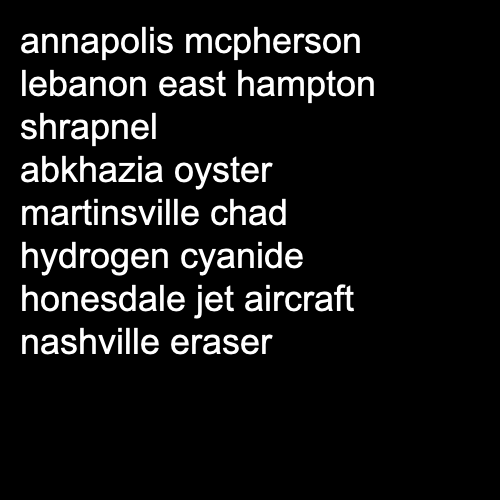 annapolis mcpherson
lebanon east hampton
shrapnel
abkhazia oyster
martinsville chad
hydrogen cyanide
honesdale jet aircraft
nashville eraser